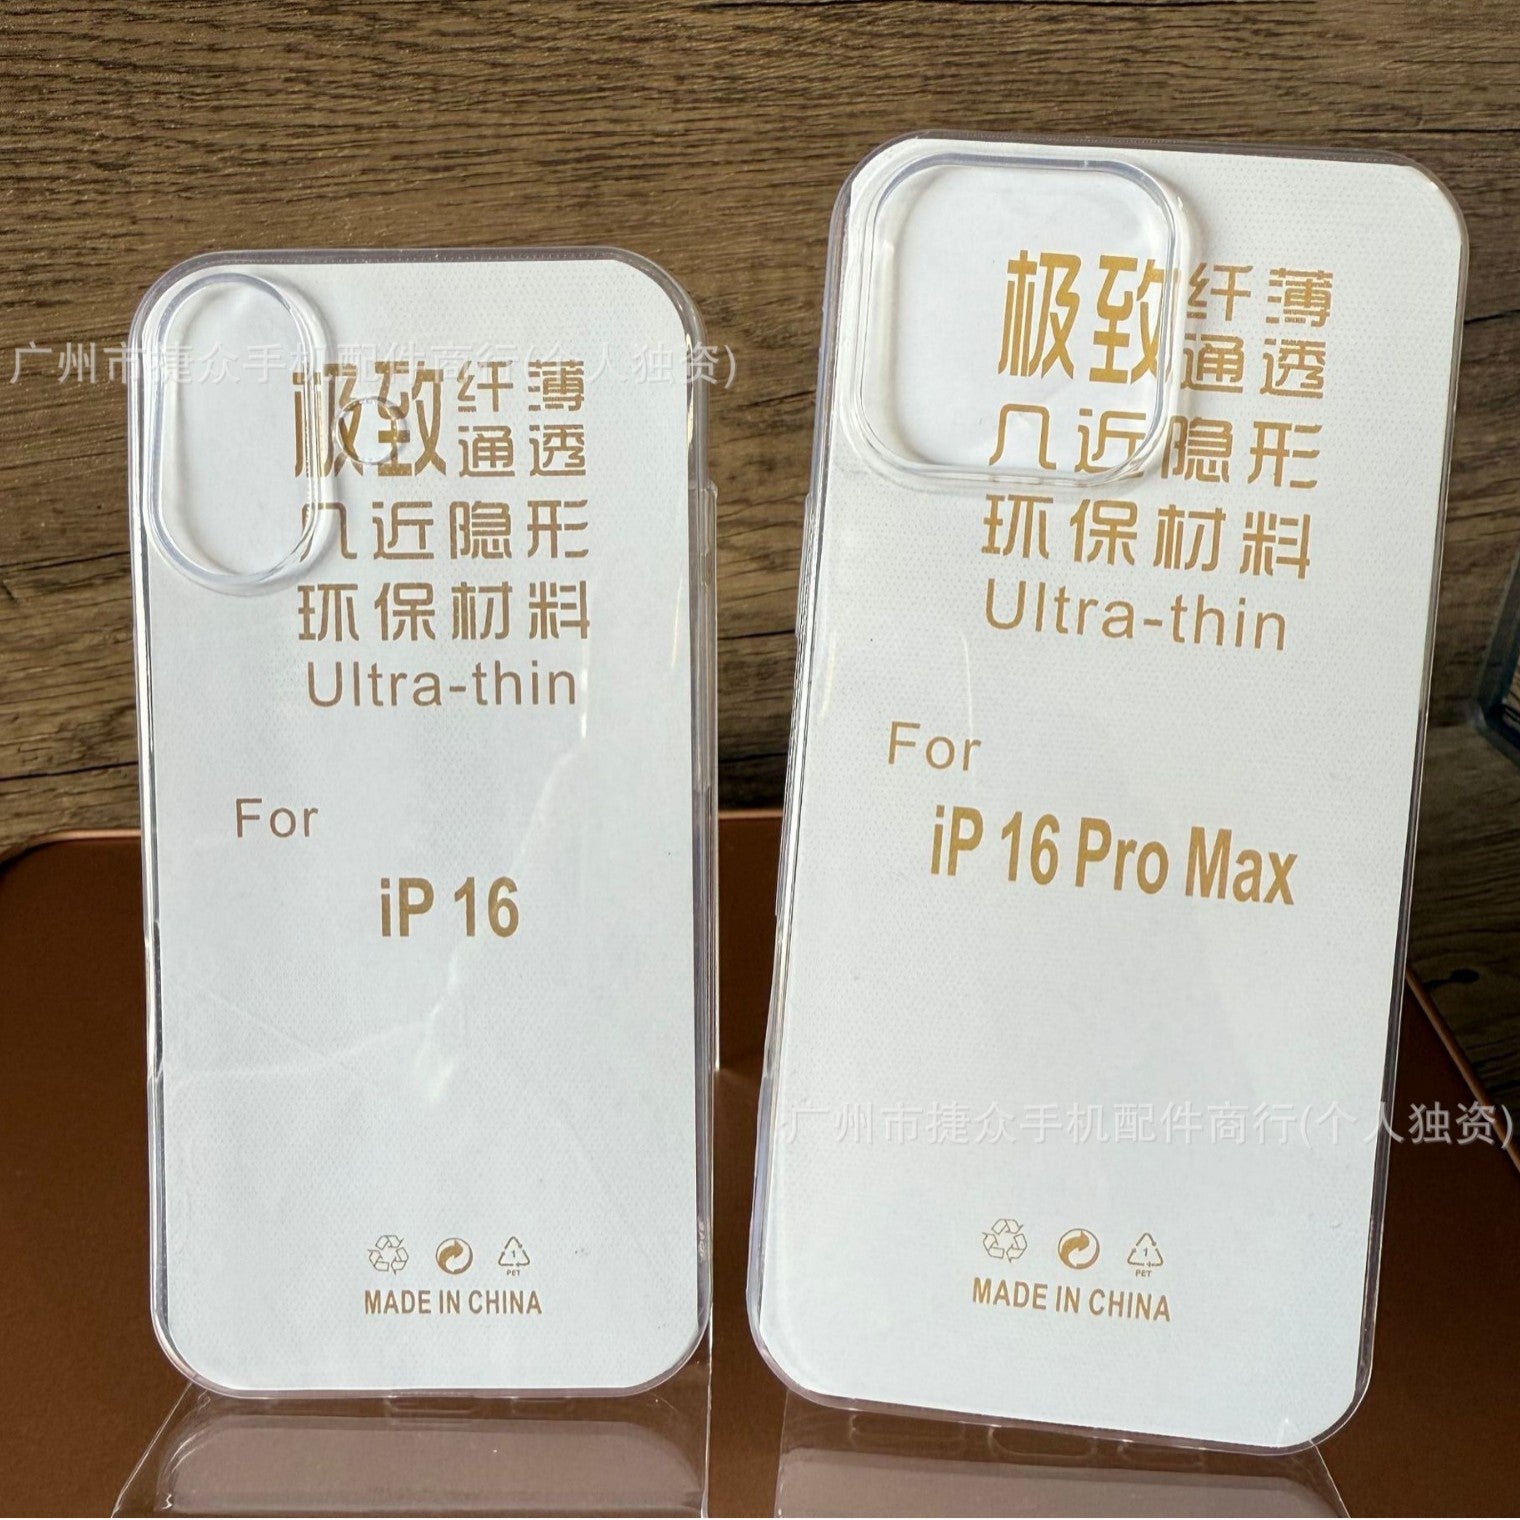 广州市捷众手机配件商行(个人独资)
极致纤薄
通透
几近隐形
环保材料
Ultra-thin
For
iP 16
1
PET
MADE IN CHINA
极致纤薄
通透
几近隐形
环保材料
Ultra-thin
For
iP 16 Pro Max
广州市捷众手机配件商行(个人独资)
1
PET
MADE IN CHINA